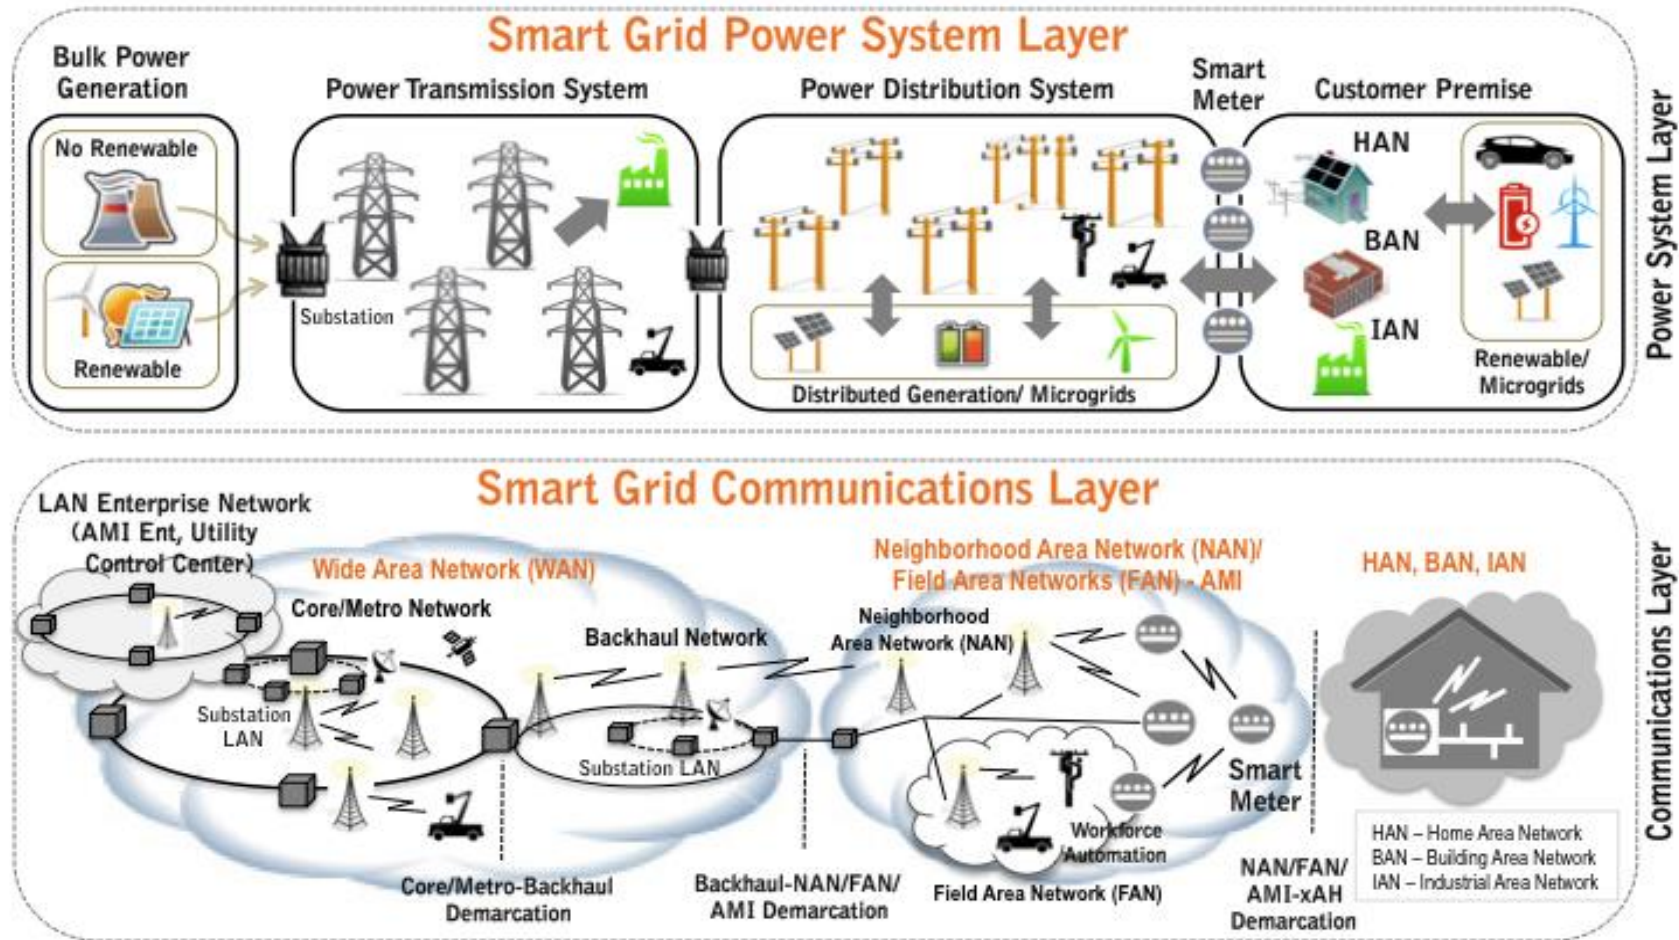 Smart Grid Power System Layer
Bulk Power
Generation
Power Transmission System
Power Distribution System
Smart
Meter
Customer Premise
No Renewable
Renewable
Substation
Distributed Generation/ Microgrids
HAN
BAN
IAN
Renewable/
Microgrids
Power System Layer
Smart Grid Communications Layer
LAN Enterprise Network
(AMI Ent, Utility
Control Center)
Wide Area Network (WAN)
Core/Metro Network
Backhaul Network
Substation
LAN
Substation LAN
Neighborhood Area Network (NAN)/
Field Area Networks (FAN) - AMI
Neighborhood
Area Network (NAN)
HAN, BAN, IAN
Smart
Meter
Workforce
Automation
Field Area Network (FAN)
Core/Metro-Backhaul
Demarcation
Backhaul-NAN/FAN/
AMI Demarcation
NAN/FAN/
AMI-xAH
Demarcation
HAN – Home Area Network
BAN – Building Area Network
IAN – Industrial Area Network
Communications Layer